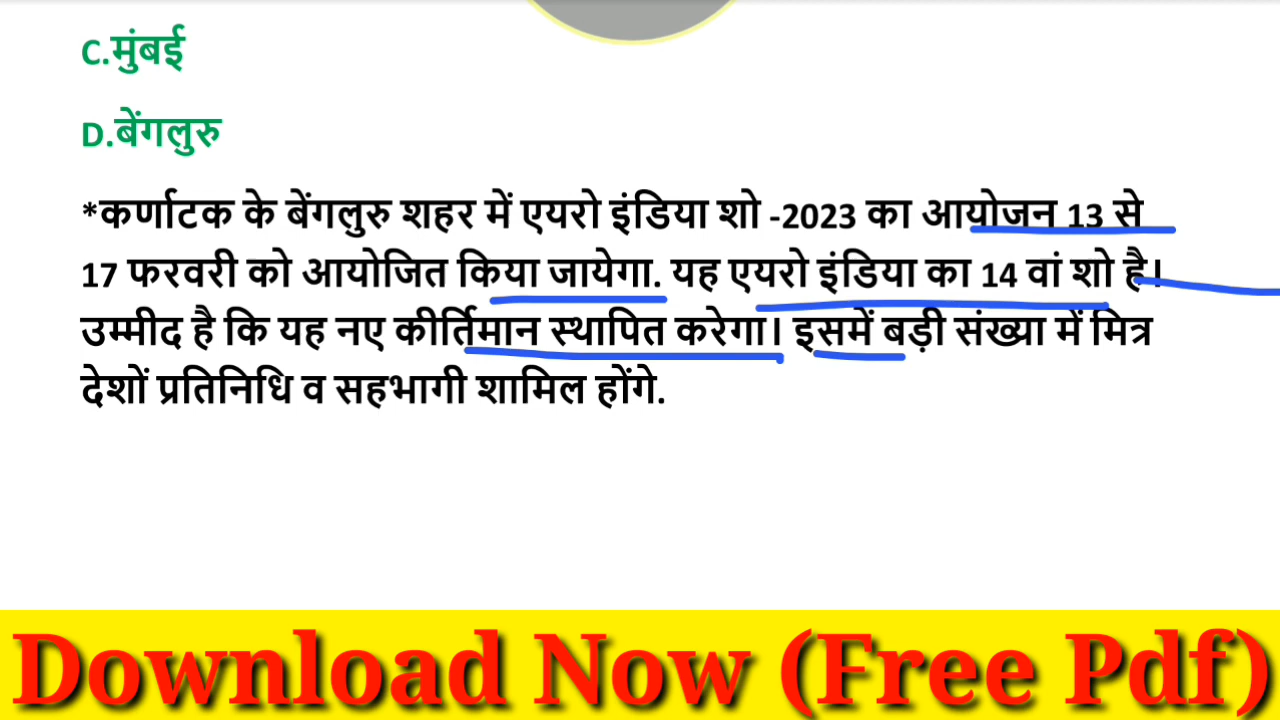 C.मुंबई
D.बेंगलुरु
*कर्णाटक के बेंगलुरु शहर में एयरो इंडिया शो -2023 का आयोजन 13 से
17 फरवरी को आयोजित किया जायेगा. यह एयरो इंडिया का 14 वां शो है।
उम्मीद है कि यह नए कीर्तिमान स्थापित करेगा। इसमें बड़ी संख्या में मित्र
देशों प्रतिनिधि व सहभागी शामिल होंगे.
Download Now (Free Pdf)